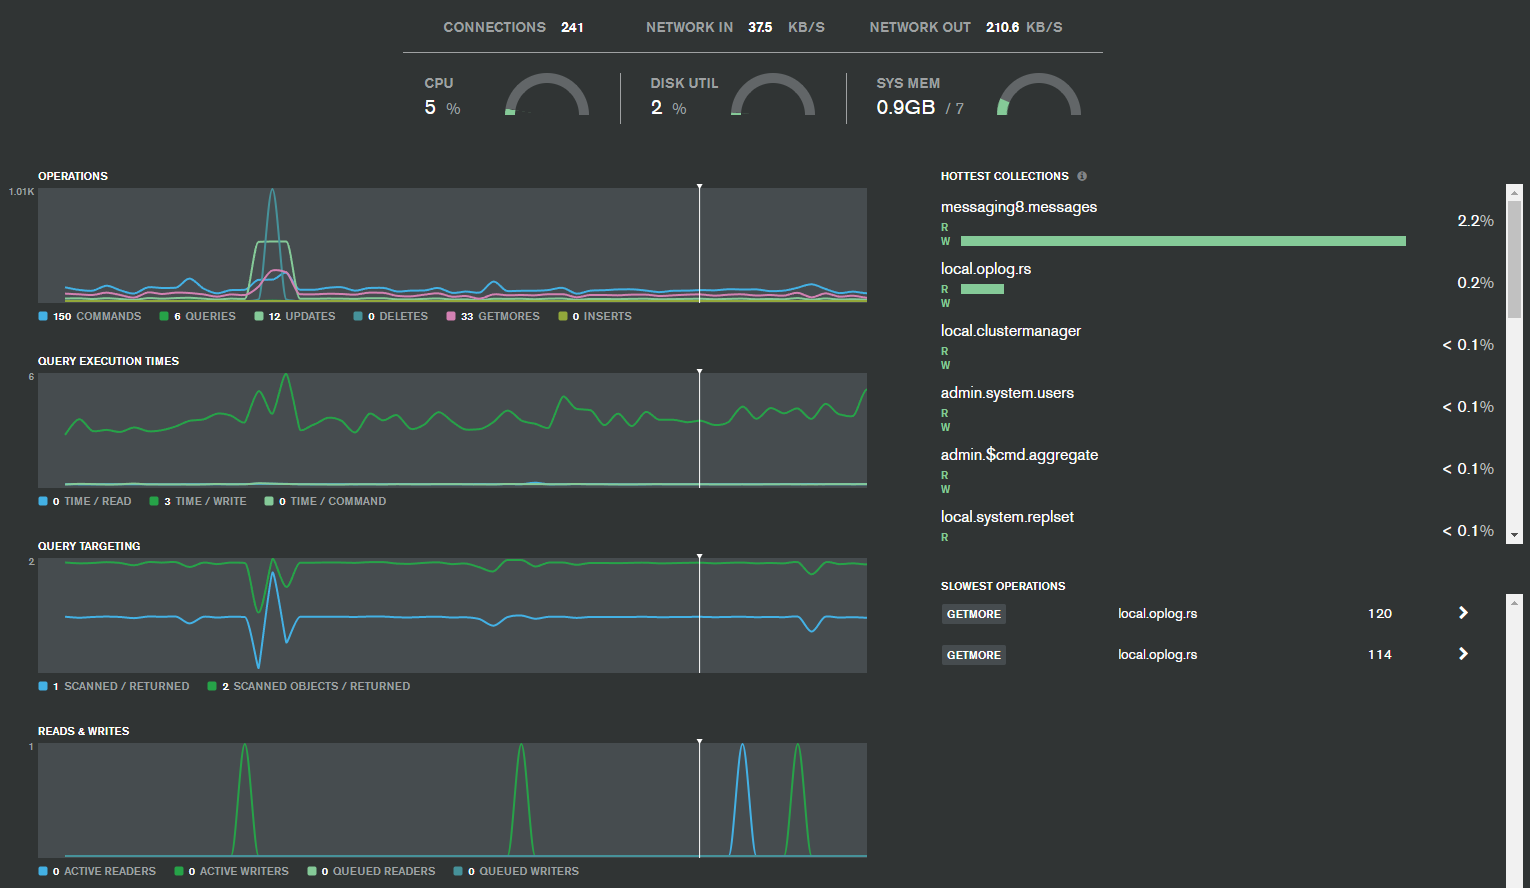 CONNECTIONS 241 NETWORK IN 37.5 KB/S NETWORK OUT 210.6 KB/S
CPU
5 %
DISK UTIL
2 %
SYS MEM
0.9GB / 7
OPERATIONS
1.01K
150 COMMANDS 6 QUERIES 12 UPDATES 0 DELETES 33 GETMORES 0 INSERTS
QUERY EXECUTION TIMES
6
0 TIME / READ 3 TIME / WRITE 0 TIME / COMMAND
QUERY TARGETING
2
1 SCANNED / RETURNED 2 SCANNED OBJECTS / RETURNED
READS & WRITES
1
0 ACTIVE READERS 0 ACTIVE WRITERS 0 QUEUED READERS 0 QUEUED WRITERS
HOTTEST COLLECTIONS i
messaging8.messages
R
W
2.2%
local.oplog.rs
R
W
0.2%
local.clustermanager
R
W
< 0.1%
admin.system.users
R
W
< 0.1%
admin.$cmd.aggregate
R
W
< 0.1%
local.system.replset
R
< 0.1%
SLOWEST OPERATIONS
GETMORE local.oplog.rs 120
GETMORE local.oplog.rs 114